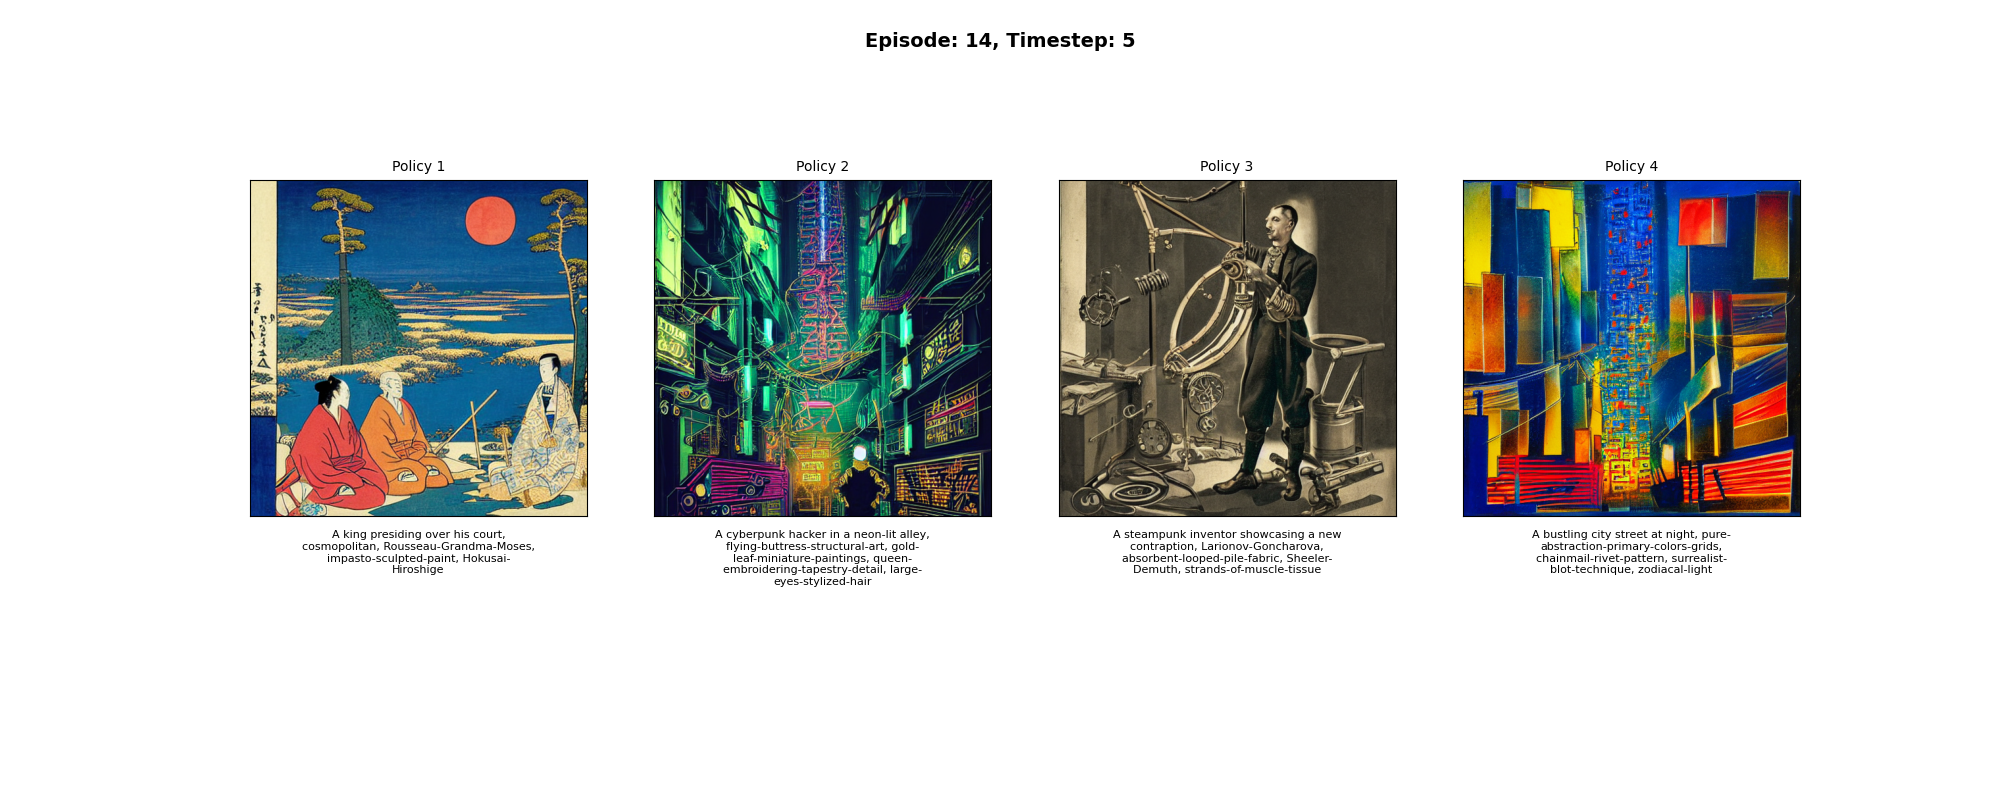 Episode: 14, Timestep: 5
Policy 1
Policy 2
Policy 3
Policy 4
A king presiding over his court,
cosmopolitan, Rousseau-Grandma-Moses,
impasto-sculpted-paint, Hokusai-
Hiroshige
A cyberpunk hacker in a neon-lit alley,
flying-buttress-structural-art, gold-
leaf-miniature-paintings, queen-
embroidering-tapestry-detail, large-
eyes-stylized-hair
A steampunk inventor showcasing a new
contraption, Larionov-Goncharova,
absorbent-looped-pile-fabric, Sheeler-
Demuth, strands-of-muscle-tissue
A bustling city street at night, pure-
abstraction-primary-colors-grids,
chainmail-rivet-pattern, surrealist-
blot-technique, zodiacal-light